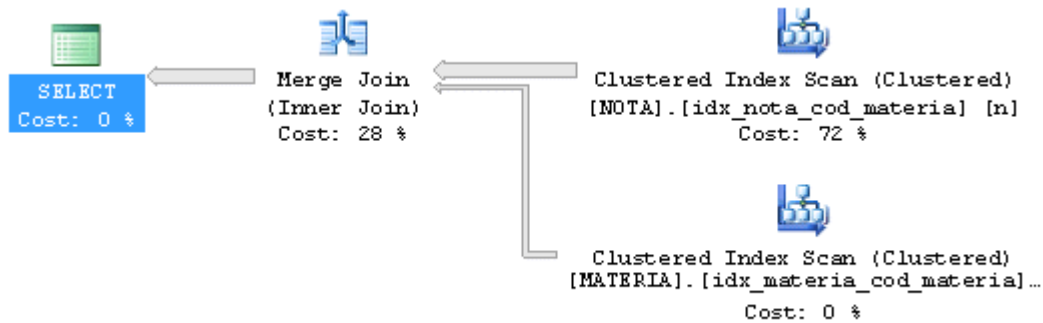 SELECT
Cost: 0 %
Merge Join
(Inner Join)
Cost: 28 %
Clustered Index Scan (Clustered)
[NOTA].[idx_nota_cod_materia] [n]
Cost: 72 %
Clustered Index Scan (Clustered)
[MATERIA].[idx_materia_cod_materia]…
Cost: 0 %